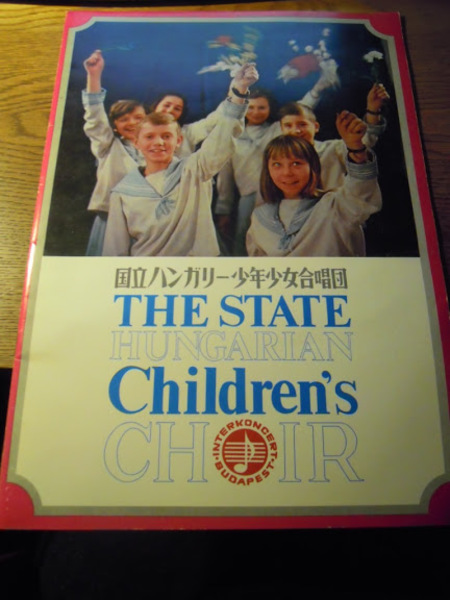 国立ハンガリー少年少女合唱団
THE STATE
HUNGARIAN
Children's
CHOIR
INTERKONCERT
BUDAPEST